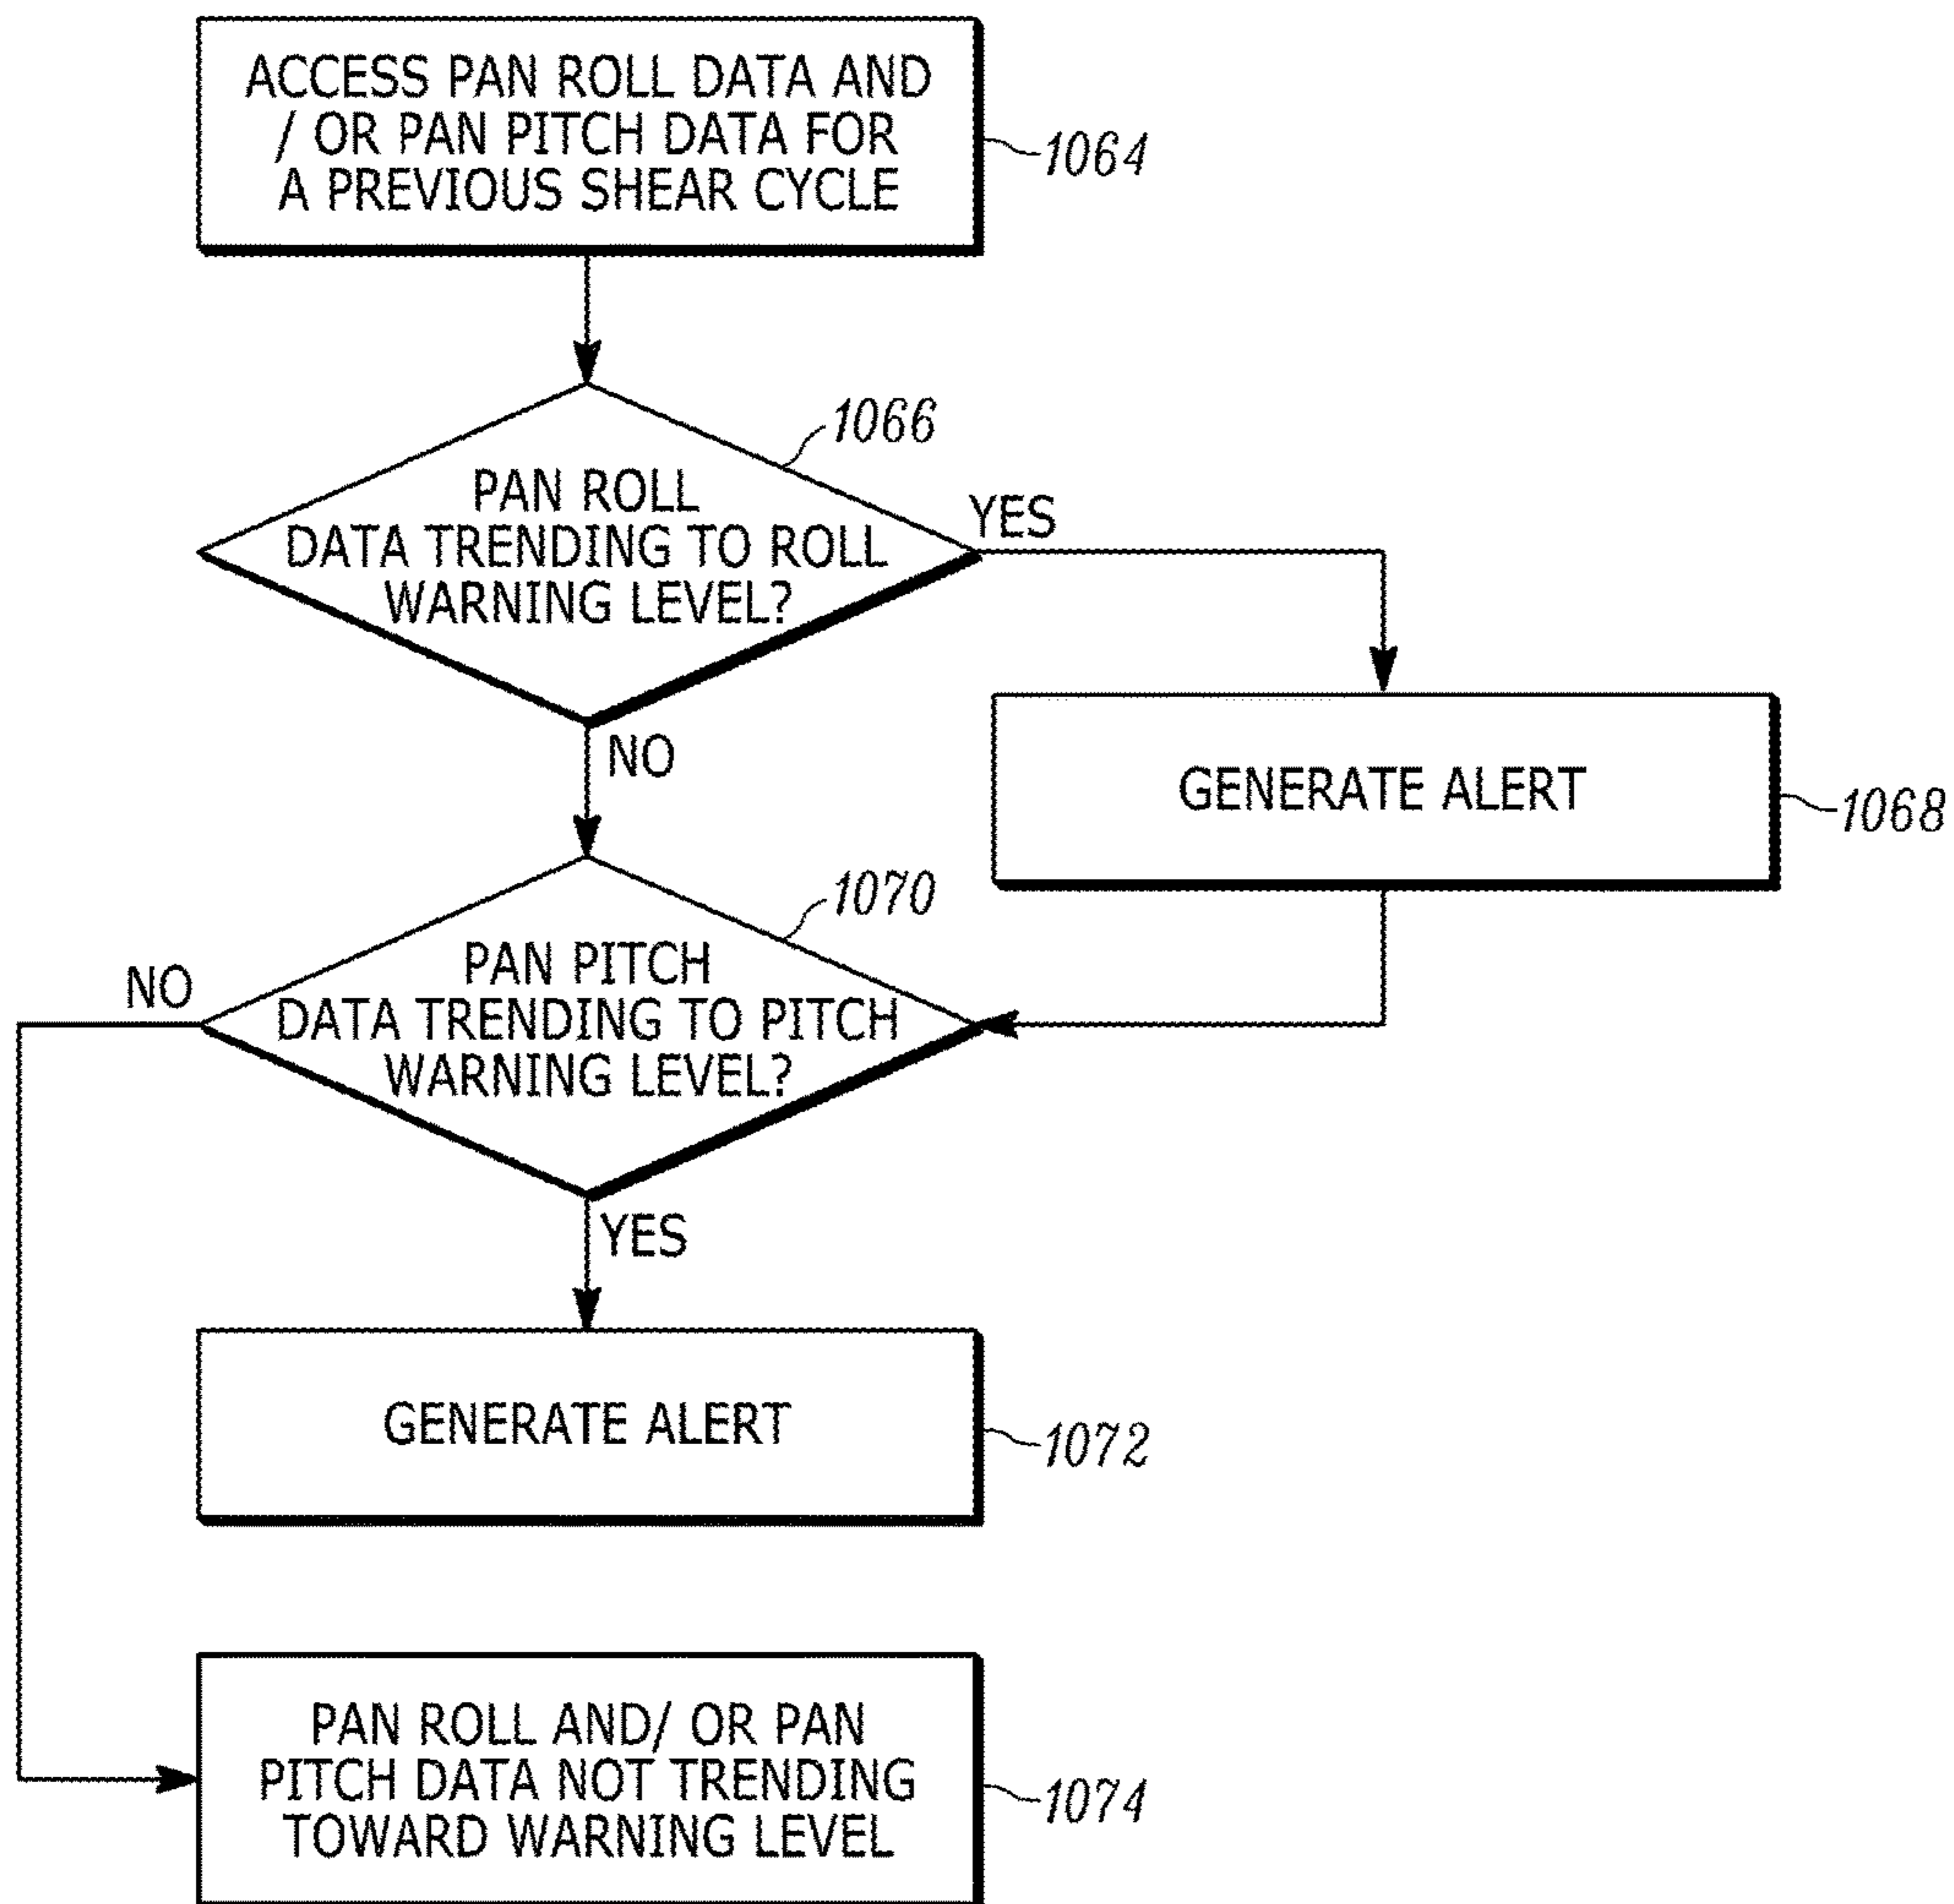 ACCESS PAN ROLL DATA AND
/ OR PAN PITCH DATA FOR
A PREVIOUS SHEAR CYCLE
1064
1066
PAN ROLL
DATA TRENDING TO ROLL
WARNING LEVEL?
YES
NO
GENERATE ALERT
1068
1070
PAN PITCH
DATA TRENDING TO PITCH
WARNING LEVEL?
NO
YES
GENERATE ALERT
1072
PAN ROLL AND/ OR PAN
PITCH DATA NOT TRENDING
TOWARD WARNING LEVEL
1074